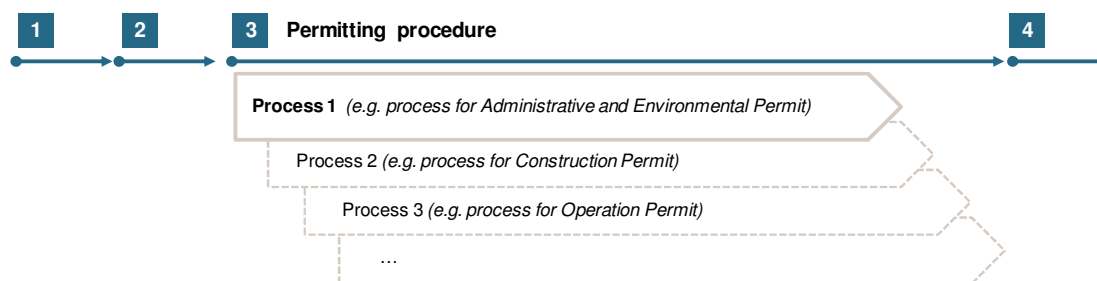 1 2 3 Permitting procedure 4
Process 1 (e.g. process for Administrative and Environmental Permit)
Process 2 (e.g. process for Construction Permit)
Process 3 (e.g. process for Operation Permit)
...